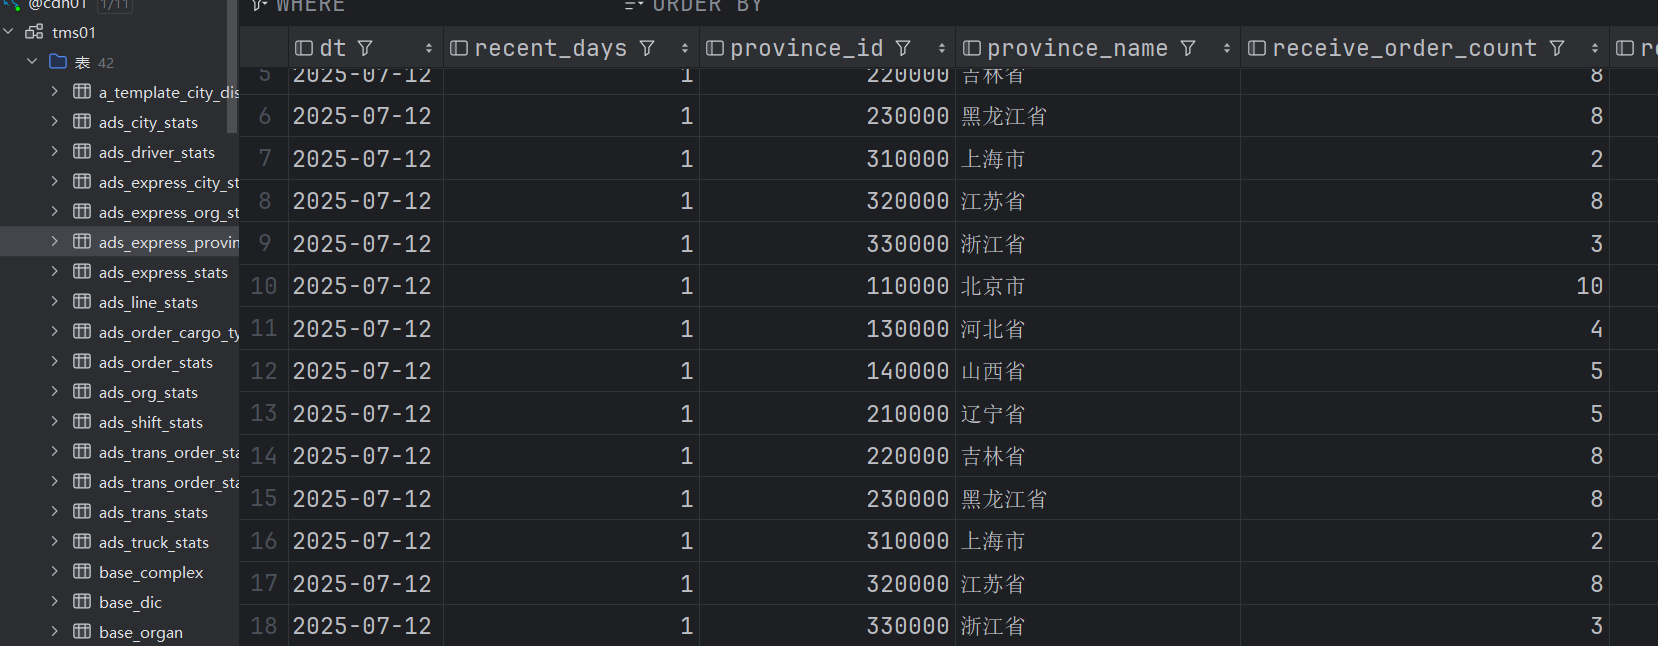 @cdh01 1/11
tms01
表 42
a_template_city_dis
ads_city_stats
ads_driver_stats
ads_express_city_st
ads_express_org_st
ads_express_provin
ads_express_stats
ads_line_stats
ads_order_cargo_ty
ads_order_stats
ads_org_stats
ads_shift_stats
ads_trans_order_sta
ads_trans_order_sta
ads_trans_stats
ads_truck_stats
base_complex
base_dic
base_organ
WHERE ORDER BY
dt recent_days province_id province_name receive_order_count re
5 2025-07-12 1 220000 吉林省 8
6 2025-07-12 1 230000 黑龙江省 8
7 2025-07-12 1 310000 上海市 2
8 2025-07-12 1 320000 江苏省 8
9 2025-07-12 1 330000 浙江省 3
10 2025-07-12 1 110000 北京市 10
11 2025-07-12 1 130000 河北省 4
12 2025-07-12 1 140000 山西省 5
13 2025-07-12 1 210000 辽宁省 5
14 2025-07-12 1 220000 吉林省 8
15 2025-07-12 1 230000 黑龙江省 8
16 2025-07-12 1 310000 上海市 2
17 2025-07-12 1 320000 江苏省 8
18 2025-07-12 1 330000 浙江省 3